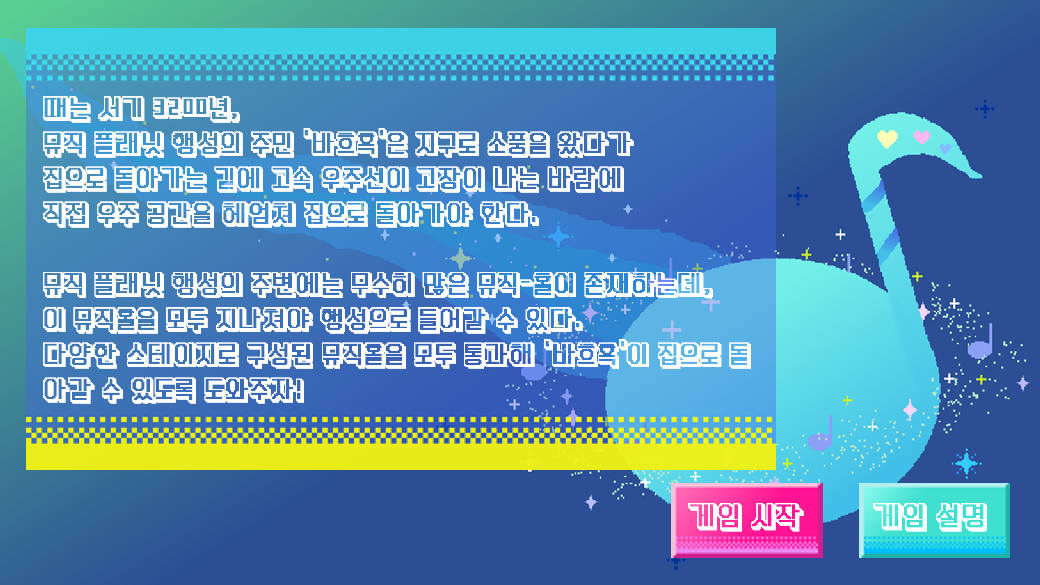 때는 서기 3200년,
뮤직 플래닛 행성의 주민 '바흐흑'은 지구로 소풍을 왔다가
집으로 돌아가는 길에 고속 우주선이 고장이 나는 바람에
직접 우주 공간을 헤엄쳐 집으로 돌아가야 한다.
뮤직 플래닛 행성의 주변에는 무수히 많은 뮤직-홀이 존재하는데,
이 뮤직홀을 모두 지나쳐야 행성으로 들어갈 수 있다.
다양한 스테이지로 구성된 뮤직홀을 모두 통과해 '바흐흑'이 집으로 돌
아갈 수 있도록 도와주자!
게임 시작
게임 설명